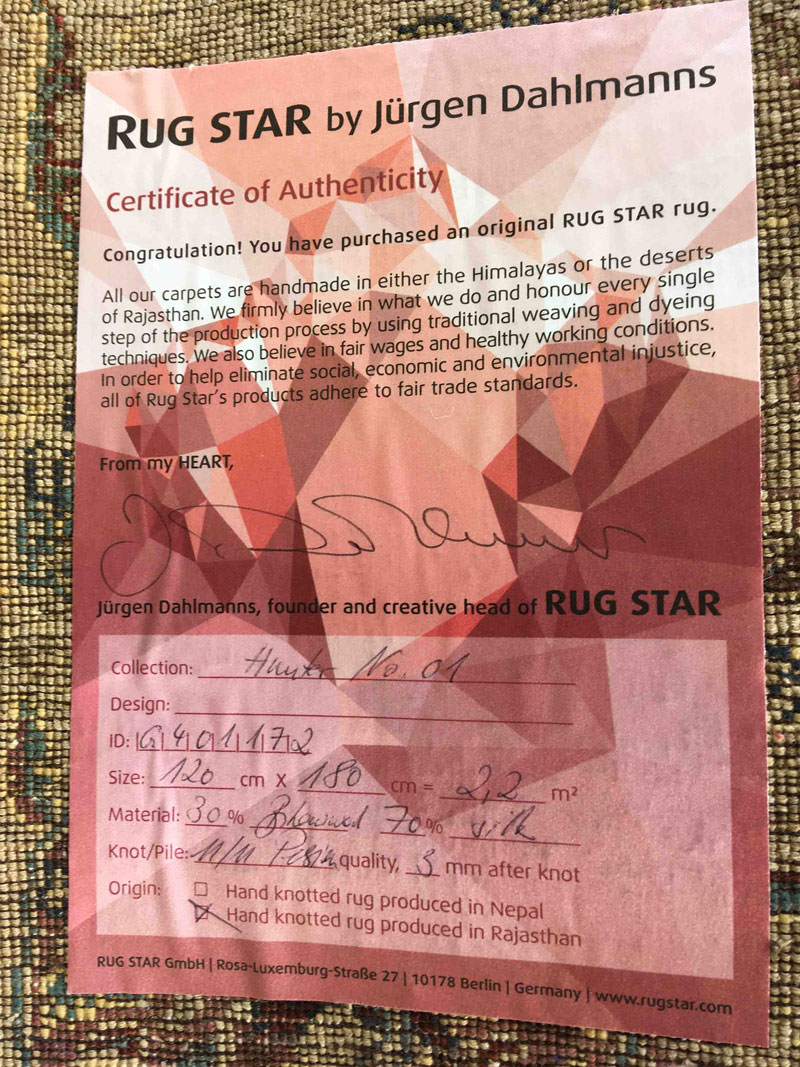 RUG STAR by Jürgen Dahlmanns
Certificate of Authenticity
Congratulation! You have purchased an original RUG STAR rug.
All our carpets are handmade in either the Himalayas or the deserts
of Rajasthan. We firmly believe in what we do and honour every single
step of the production process by using traditional weaving and dyeing
techniques. We also believe in fair wages and healthy working conditions.
In order to help eliminate social, economic and environmental injustice,
all of Rug Star's products adhere to fair trade standards.
From my HEART,
Jürgen Dahlmanns, founder and creative head of RUG STAR
Collection: Hunter No. 01
Design:
ID: G401172
Size: 120 cm X 180 cm = 2,2 m²
Material: 30% 70% silk
Knot/Pile: 11/11 quality, 3 mm after knot
Origin: Hand knotted rug produced in Nepal
Hand knotted rug produced in Rajasthan
RUG STAR GmbH | Rosa-Luxemburg-Straße 27 | 10178 Berlin | Germany | www.rugstar.com